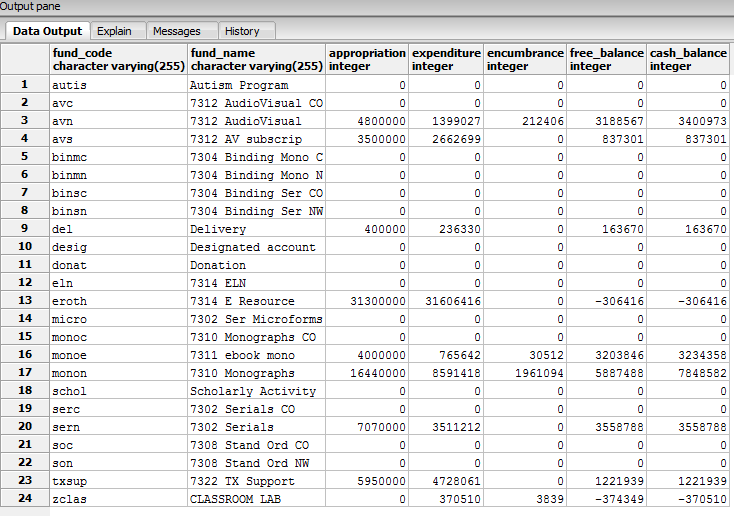 Output pane
Data Output Explain Messages History
fund_code fund_name appropriation expenditure encumbrance free_balance cash_balance
character varying(255) character varying(255) integer integer integer integer integer
1 autis Autism Program 0 0 0 0 0
2 avc 7312 AudioVisual CO 0 0 0 0 0
3 avn 7312 AudioVisual 4800000 1399027 212406 3188567 3400973
4 avs 7312 AV subscrip 3500000 2662699 0 837301 837301
5 binmc 7304 Binding Mono C 0 0 0 0 0
6 binmn 7304 Binding Mono N 0 0 0 0 0
7 binsc 7304 Binding Ser CO 0 0 0 0 0
8 binsn 7304 Binding Ser NW 0 0 0 0 0
9 del Delivery 400000 236330 0 163670 163670
10 desig Designated account 0 0 0 0 0
11 donat Donation 0 0 0 0 0
12 eln 7314 ELN 0 0 0 0 0
13 eroth 7314 E Resource 31300000 31606416 0 -306416 -306416
14 micro 7302 Ser Microforms 0 0 0 0 0
15 monoc 7310 Monographs CO 0 0 0 0 0
16 monoe 7311 ebook mono 4000000 765642 30512 3203846 3234358
17 monon 7310 Monographs 16440000 8591418 1961094 5887488 7848582
18 schol Scholarly Activity 0 0 0 0 0
19 serc 7302 Serials CO 0 0 0 0 0
20 sern 7302 Serials 7070000 3511212 0 3558788 3558788
21 soc 7308 Stand Ord CO 0 0 0 0 0
22 son 7308 Stand Ord NW 0 0 0 0 0
23 txsup 7322 TX Support 5950000 4728061 0 1221939 1221939
24 zclas CLASSROOM LAB 0 370510 3839 -374349 -370510